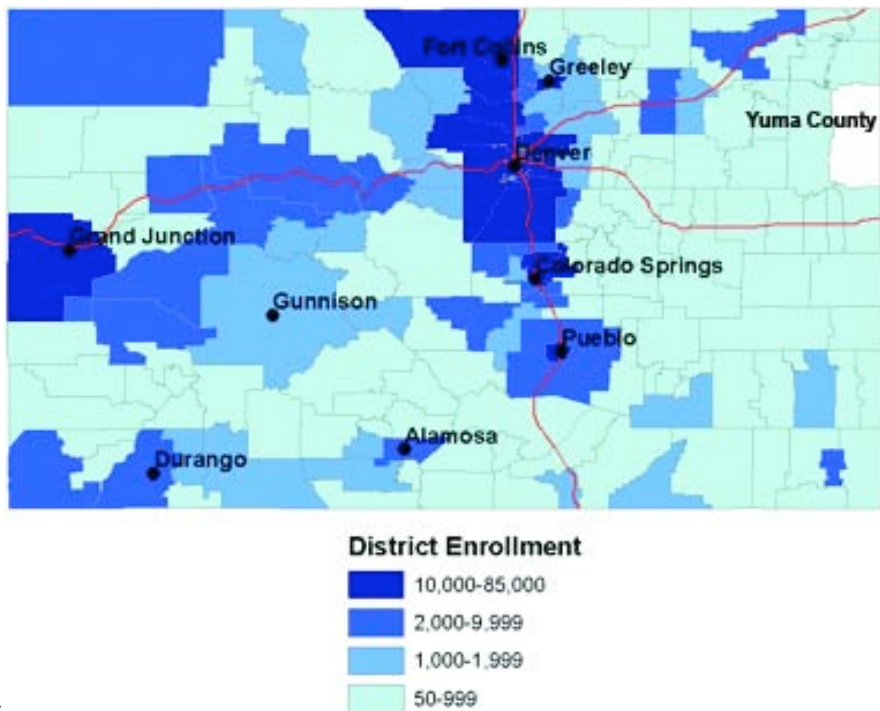 Fort Collins
Greeley
Yuma County
Denver
Grand Junction
Colorado Springs
Gunnison
Pueblo
Alamosa
Durango
District Enrollment
10,000-85,000
2,000-9,999
1,000-1,999
50-999